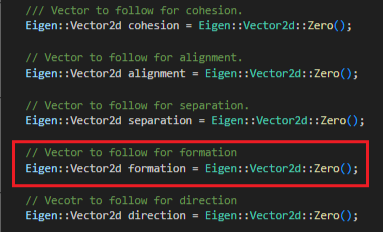 /// Vector to follow for cohesion.
Eigen::Vector2d cohesion = Eigen::Vector2d::Zero();
// Vector to follow for alignment.
Eigen::Vector2d alignment = Eigen::Vector2d::Zero();
// Vector to follow for separation.
Eigen::Vector2d separation = Eigen::Vector2d::Zero();
// Vector to follow for formation
Eigen::Vector2d formation = Eigen::Vector2d::Zero();
// Vecotr to follow for direction
Eigen::Vector2d direction = Eigen::Vector2d::Zero();